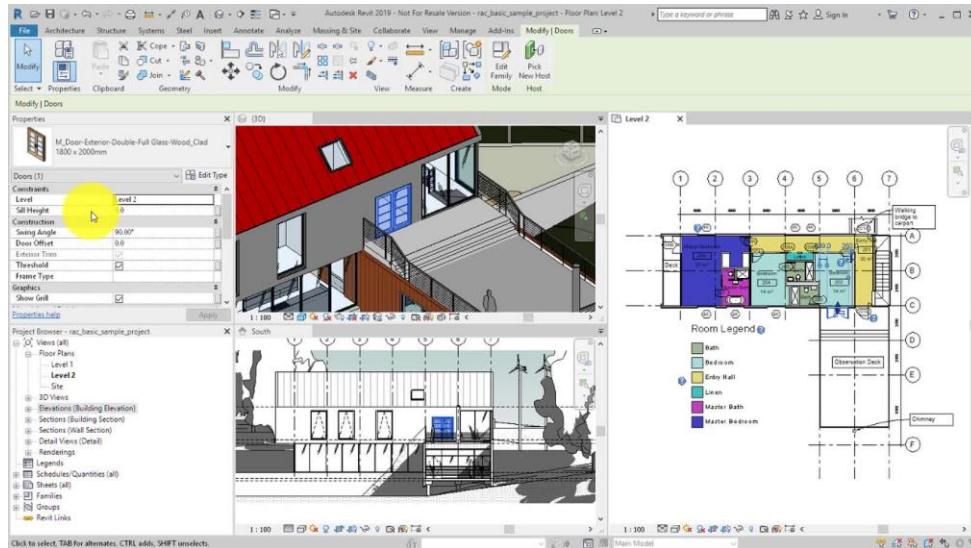 Autodesk Revit 2019 - Not For Resale Version - rac_basic_sample_project - Floor Plan: Level 2
Type a keyword or phrase
Sign In
File Architecture Structure Systems Steel Insert Annotate Analyze Massing & Site Collaborate View Manage Add-Ins Modify | Doors
Modify
Paste
Cope
Cut
Join
Edit Family
Pick New Host
Select Properties Clipboard Geometry Modify View Measure Create Mode Host
Modify | Doors
Properties
M_Door-Exterior-Double-Full Glass-Wood_Clad
1800 x 2000mm
Doors (1) Edit Type
Constraints
Level Level 2
Sill Height
Construction
Swing Angle 90.00°
Door Offset 0.0
Exterior Trim
Threshold
Frame Type
Graphics
Show Grill
Properties help Apply
Project Browser - rac_basic_sample_project
Views (all)
Floor Plans
Level 1
Level 2
Site
3D Views
Elevations (Building Elevation)
Sections (Building Section)
Sections (Wall Section)
Detail Views (Detail)
Renderings
Legends
Schedules/Quantities (all)
Sheets (all)
Families
Groups
Revit Links
{3D}
1 : 100
South
1 : 100
Level 2
1 2 3 4 5 6 7
Walking bridge to carport
A
B
C
D
E
F
Deck
Observation Deck
Chimney
Room Legend
Bath
Bedroom
Entry Hall
Linen
Master Bath
Master Bedroom
1 : 100
Click to select, TAB for alternates, CTRL adds, SHIFT unselects.
Main Model